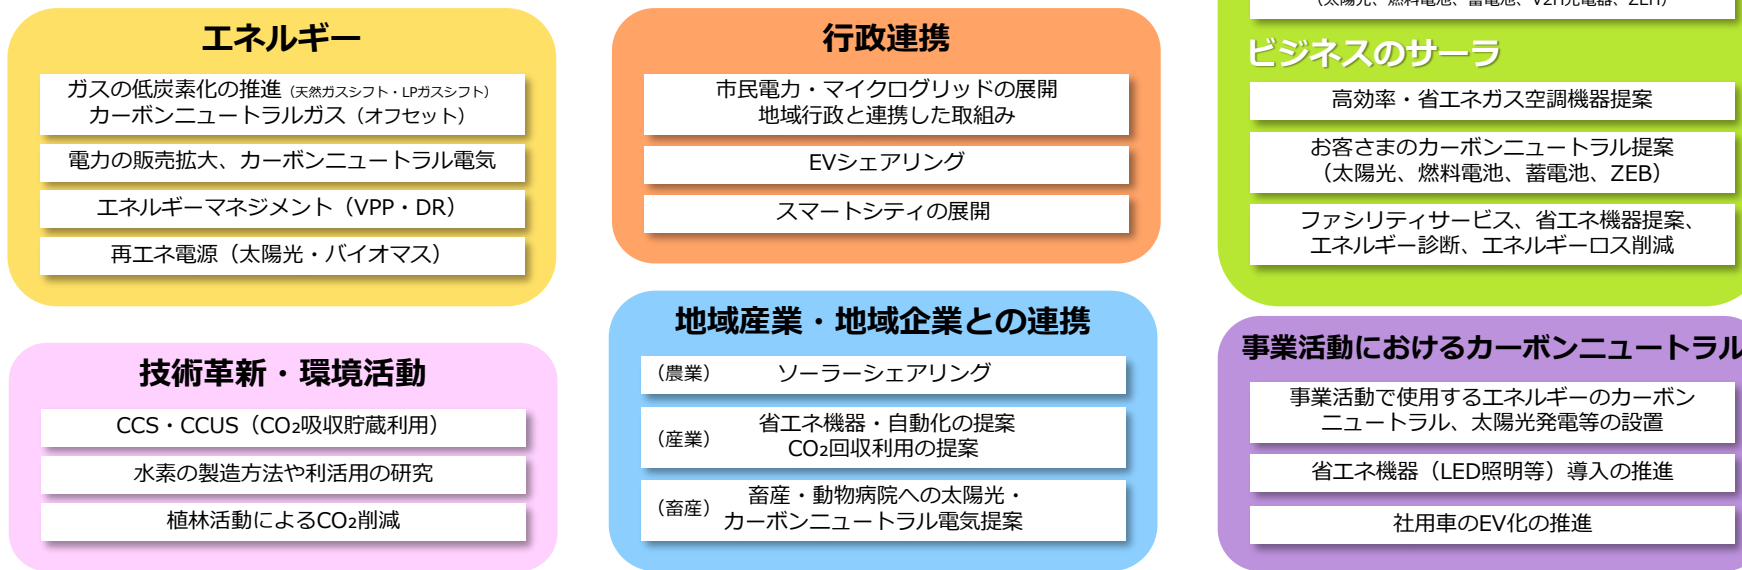 エネルギー
ガスの低炭素化の推進（天然ガスシフト・LPガスシフト）
カーボンニュートラルガス（オフセット）
電力の販売拡大、カーボンニュートラル電気
エネルギーマネジメント（VPP・DR）
再エネ電源（太陽光・バイオマス）
技術革新・環境活動
CCS・CCUS（CO₂吸収貯蔵利用）
水素の製造方法や利活用の研究
植林活動によるCO₂削減
行政連携
市民電力・マイクログリッドの展開
地域行政と連携した取組み
EVシェアリング
スマートシティの展開
地域産業・地域企業との連携
（農業） ソーラーシェアリング
（産業） 省エネ機器・自動化の提案
CO₂回収利用の提案
（畜産） 畜産・動物病院への太陽光・
カーボンニュートラル電気提案
（太陽光、燃料電池、蓄電池、V2H充電器、ZEH）
ビジネスのサーラ
高効率・省エネガス空調機器提案
お客さまのカーボンニュートラル提案
（太陽光、燃料電池、蓄電池、ZEB）
ファシリティサービス、省エネ機器提案、
エネルギー診断、エネルギーロス削減
事業活動におけるカーボンニュートラル
事業活動で使用するエネルギーのカーボン
ニュートラル、太陽光発電等の設置
省エネ機器（LED照明等）導入の推進
社用車のEV化の推進